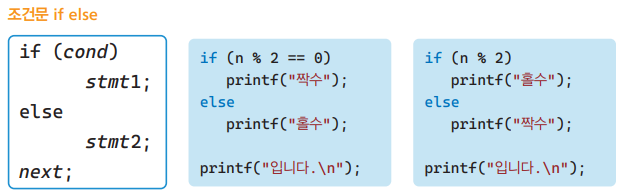 조건문 if else
if (cond)
stmt1;
else
stmt2;
next;
if (n % 2 == 0)
printf("짝수");
else
printf("홀수");
printf("입니다.\n");
if (n % 2)
printf("홀수");
else
printf("짝수");
printf("입니다.\n");